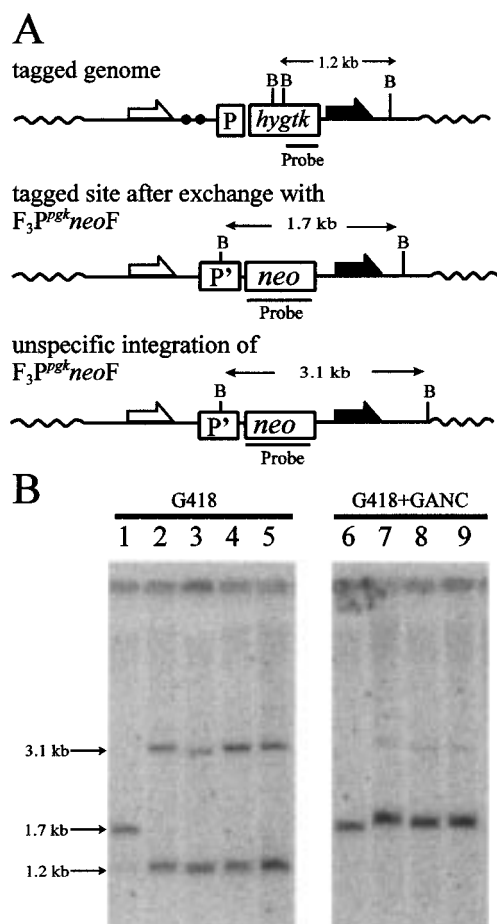 A
tagged genome
1.2 kb
B B
B
P
hygtk
Probe
tagged site after exchange with
F₃Pᵖᵍᵏneo​F
1.7 kb
B
B
P'
neo
Probe
unspecific integration of
F₃Pᵖᵍᵏneo​F
3.1 kb
B
B
P'
neo
Probe
B
G418
G418+GANC
1 2 3 4 5
6 7 8 9
3.1 kb
1.7 kb
1.2 kb